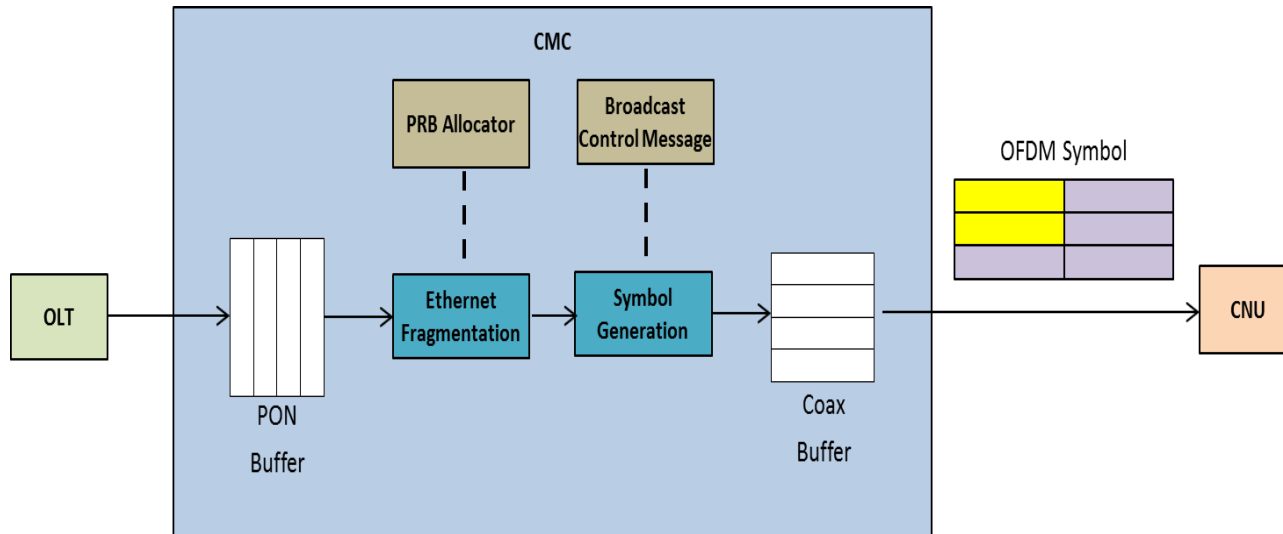 CMC
PRB Allocator
Broadcast
Control Message
OFDM Symbol
OLT
Ethernet
Fragmentation
Symbol
Generation
CNU
PON
Buffer
Coax
Buffer